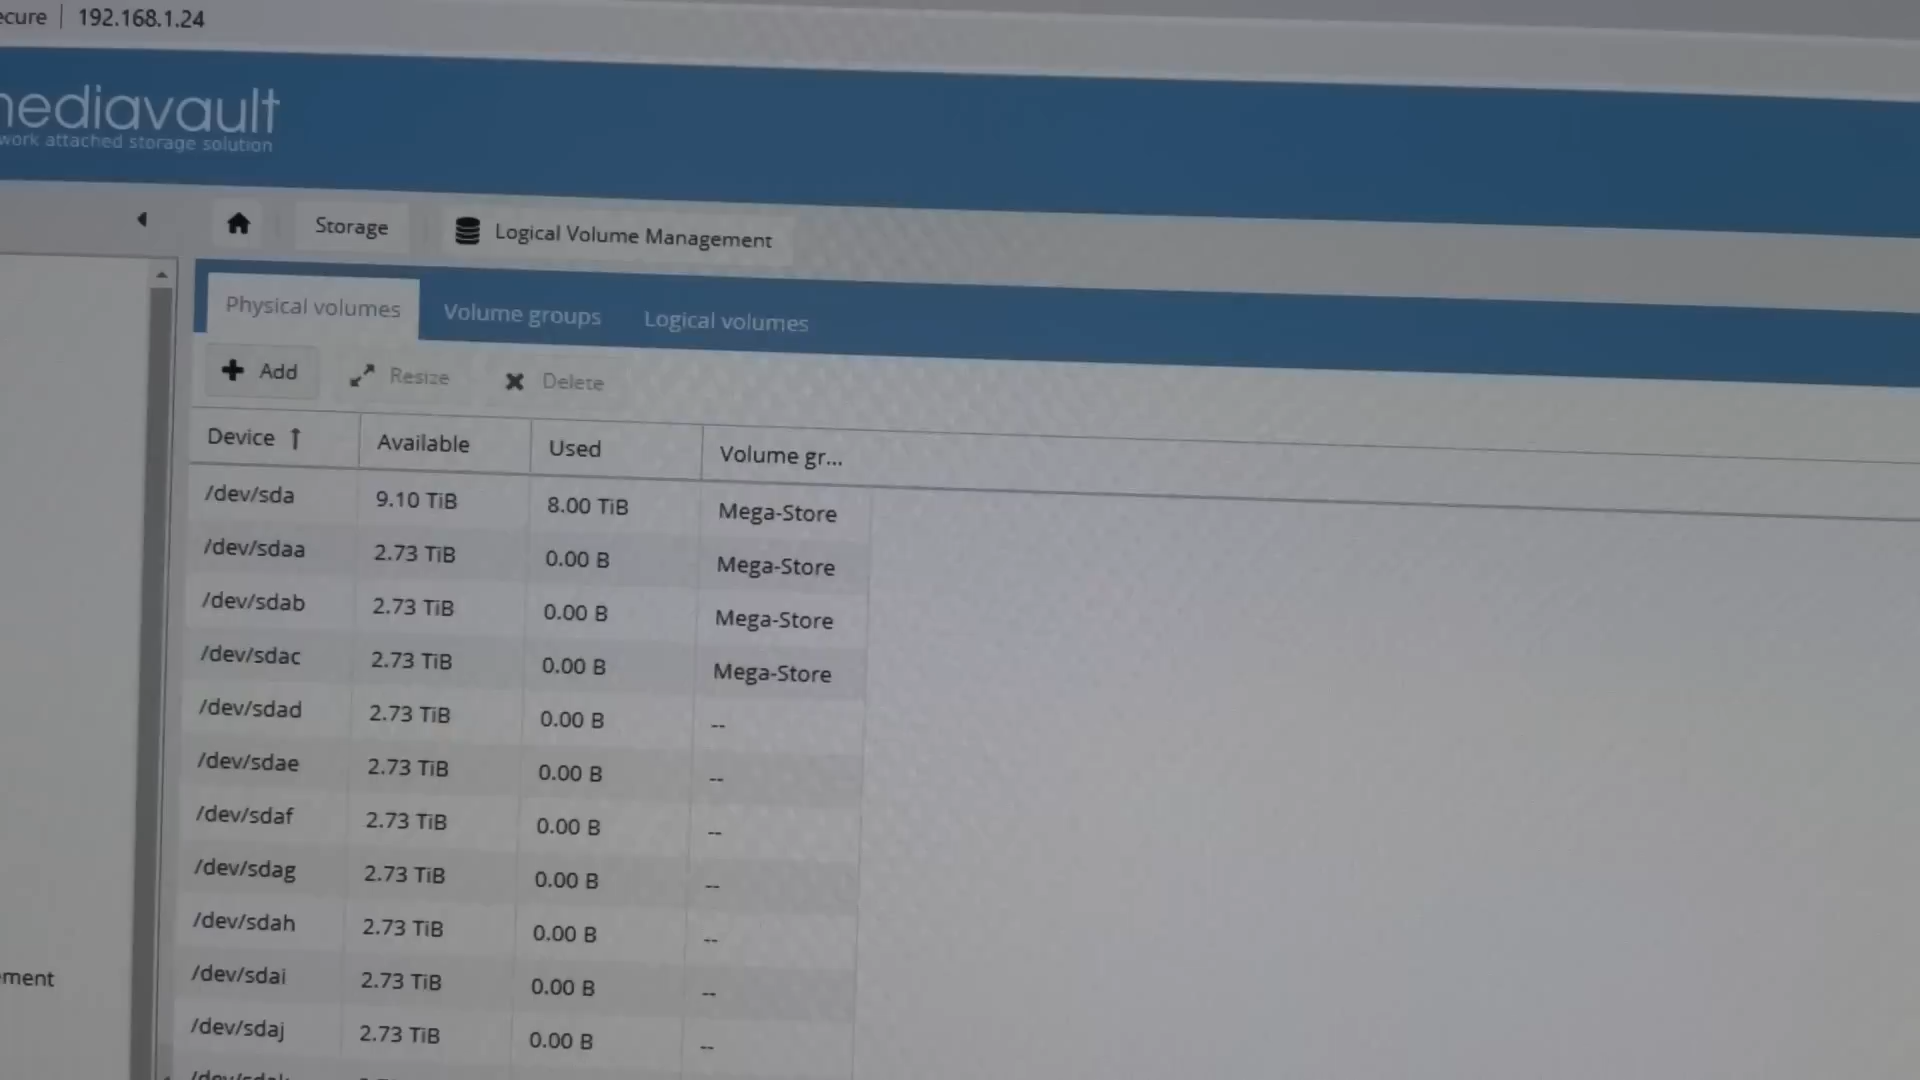 ecure | 192.168.1.24
nediavault
work attached storage solution
Storage
Logical Volume Management
Physical volumes
Volume groups
Logical volumes
Add
Resize
Delete
Device ↑ Available Used Volume gr...
/dev/sda 9.10 TiB 8.00 TiB Mega-Store
/dev/sdaa 2.73 TiB 0.00 B Mega-Store
/dev/sdab 2.73 TiB 0.00 B Mega-Store
/dev/sdac 2.73 TiB 0.00 B Mega-Store
/dev/sdad 2.73 TiB 0.00 B --
/dev/sdae 2.73 TiB 0.00 B --
/dev/sdaf 2.73 TiB 0.00 B --
/dev/sdag 2.73 TiB 0.00 B --
/dev/sdah 2.73 TiB 0.00 B --
/dev/sdai 2.73 TiB 0.00 B --
ement
/dev/sdaj 2.73 TiB 0.00 B --